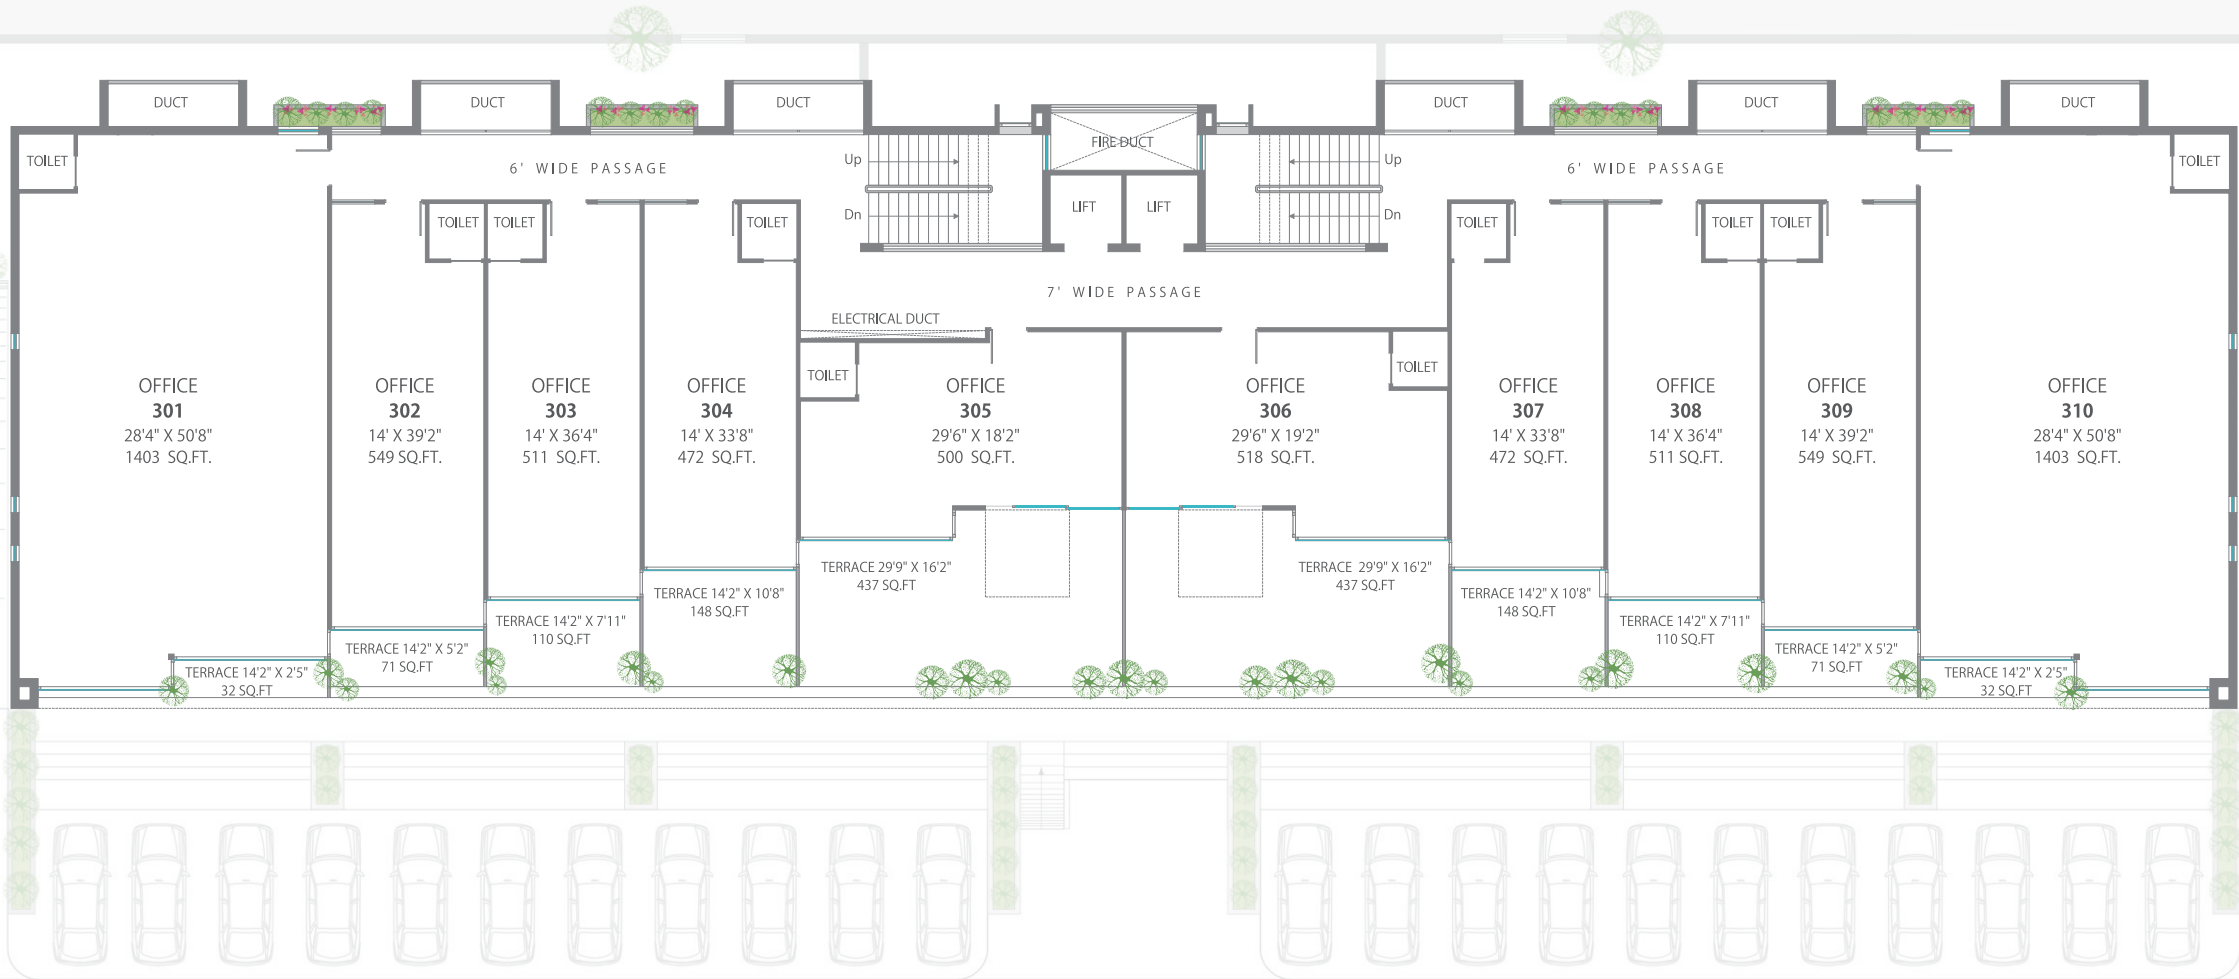 DUCT
DUCT
DUCT
DUCT
DUCT
DUCT
FIRE DUCT
TOILET
6' WIDE PASSAGE
Up
Up
6' WIDE PASSAGE
TOILET
LIFT
LIFT
Dn
Dn
TOILET
TOILET
TOILET
TOILET
TOILET
TOILET
7' WIDE PASSAGE
ELECTRICAL DUCT
TOILET
TOILET
OFFICE
301
28'4" X 50'8"
1403 SQ.FT.
OFFICE
302
14' X 39'2"
549 SQ.FT.
OFFICE
303
14' X 36'4"
511 SQ.FT.
OFFICE
304
14' X 33'8"
472 SQ.FT.
OFFICE
305
29'6" X 18'2"
500 SQ.FT.
OFFICE
306
29'6" X 19'2"
518 SQ.FT.
OFFICE
307
14' X 33'8"
472 SQ.FT.
OFFICE
308
14' X 36'4"
511 SQ.FT.
OFFICE
309
14' X 39'2"
549 SQ.FT.
OFFICE
310
28'4" X 50'8"
1403 SQ.FT.
TERRACE 14'2" X 2'5"
32 SQ.FT
TERRACE 14'2" X 5'2"
71 SQ.FT
TERRACE 14'2" X 7'11"
110 SQ.FT
TERRACE 14'2" X 10'8"
148 SQ.FT
TERRACE 29'9" X 16'2"
437 SQ.FT
TERRACE 29'9" X 16'2"
437 SQ.FT
TERRACE 14'2" X 10'8"
148 SQ.FT
TERRACE 14'2" X 7'11"
110 SQ.FT
TERRACE 14'2" X 5'2"
71 SQ.FT
TERRACE 14'2" X 2'5"
32 SQ.FT